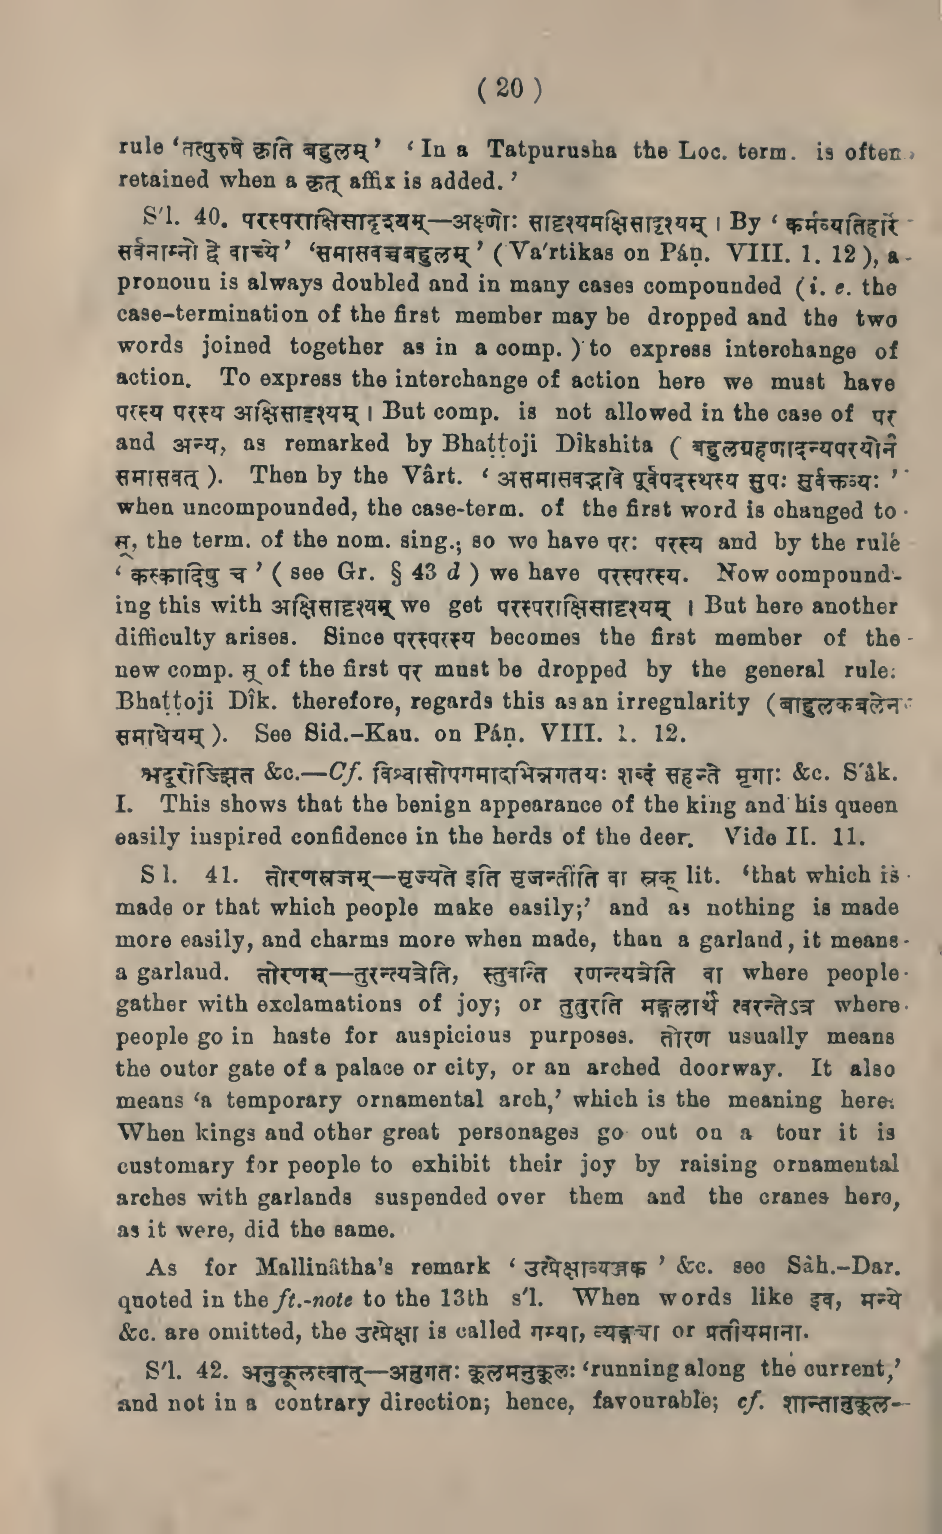 ( 20 )
rule ‘तत्पुरुषे कृति बहुलम्’ ‘In a Tatpurusha the Loc. term. is often
retained when a कृत् affix is added.’
S'l. 40. परस्पराक्षिसादृश्यम्—अक्ष्णोः सादृश्यमक्षिसादृश्यम् । By ‘कर्मव्यतिहारे
सर्वनाम्नो द्वे वाच्ये’ ‘समासवच्चबहुलम्’ ( Va'rtikas on Páṇ. VIII. 1. 12 ), a
pronoun is always doubled and in many cases compounded (i. e. the
case-termination of the first member may be dropped and the two
words joined together as in a comp. ) to express interchange of
action. To express the interchange of action here we must have
परस्य परस्य अक्षिसादृश्यम् । But comp. is not allowed in the case of पर
and अन्य, as remarked by Bhaṭṭoji Dîkshita ( बहुलग्रहणादन्यपरयोर्न
समासवत् ). Then by the Vârt. ‘असमासवद्भावे पूर्वपदस्थस्य सुपः सुर्वक्तव्यः’
when uncompounded, the case-term. of the first word is changed to
स्, the term. of the nom. sing.; so we have परः परस्य and by the rule
‘कस्कादिषु च’ ( see Gr. § 43 d ) we have परस्परस्य. Now compound-
ing this with अक्षिसादृश्यम् we get परस्पराक्षिसादृश्यम् । But here another
difficulty arises. Since परस्परस्य becomes the first member of the
new comp. स् of the first पर must be dropped by the general rule.
Bhaṭṭoji Dîk. therefore, regards this as an irregularity (बाहुलकबलेन
समाधेयम् ). See Sid.-Kau. on Páṇ. VIII. 1. 12.
अदूरोज्झित &c.—Cf. विश्वासोपगमादभिन्नगतयः शब्दं सहन्ते मृगाः &c. S'âk.
I. This shows that the benign appearance of the king and his queen
easily inspired confidence in the herds of the deer. Vide II. 11.
S l. 41. तोरणस्रजम्—सृज्यते इति सृजन्तीति वा स्रक् lit. ‘that which is
made or that which people make easily;’ and as nothing is made
more easily, and charms more when made, than a garland, it means
a garland. तोरणम्—तुरन्त्यत्रेति, स्तुवन्ति रणन्त्यत्रेति वा where people
gather with exclamations of joy; or तुतुरति मङ्गलार्थं त्वरन्तेऽत्र where
people go in haste for auspicious purposes. तोरण usually means
the outer gate of a palace or city, or an arched doorway. It also
means ‘a temporary ornamental arch,’ which is the meaning here.
When kings and other great personages go out on a tour it is
customary for people to exhibit their joy by raising ornamental
arches with garlands suspended over them and the cranes here,
as it were, did the same.
As for Mallinâtha's remark ‘उत्प्रेक्षाव्यञ्जक’ &c. see Sâh.-Dar.
quoted in the ft.-note to the 13th s'l. When words like इव, मन्ये
&c. are omitted, the उत्प्रेक्षा is called गम्या, व्यङ्ग्या or प्रतीयमाना.
S'l. 42. अनुकूलत्वात्—अनुगतः कूलमनुकूलः ‘running along the current,’
and not in a contrary direction; hence, favourable; cf. शान्तानुकूल-